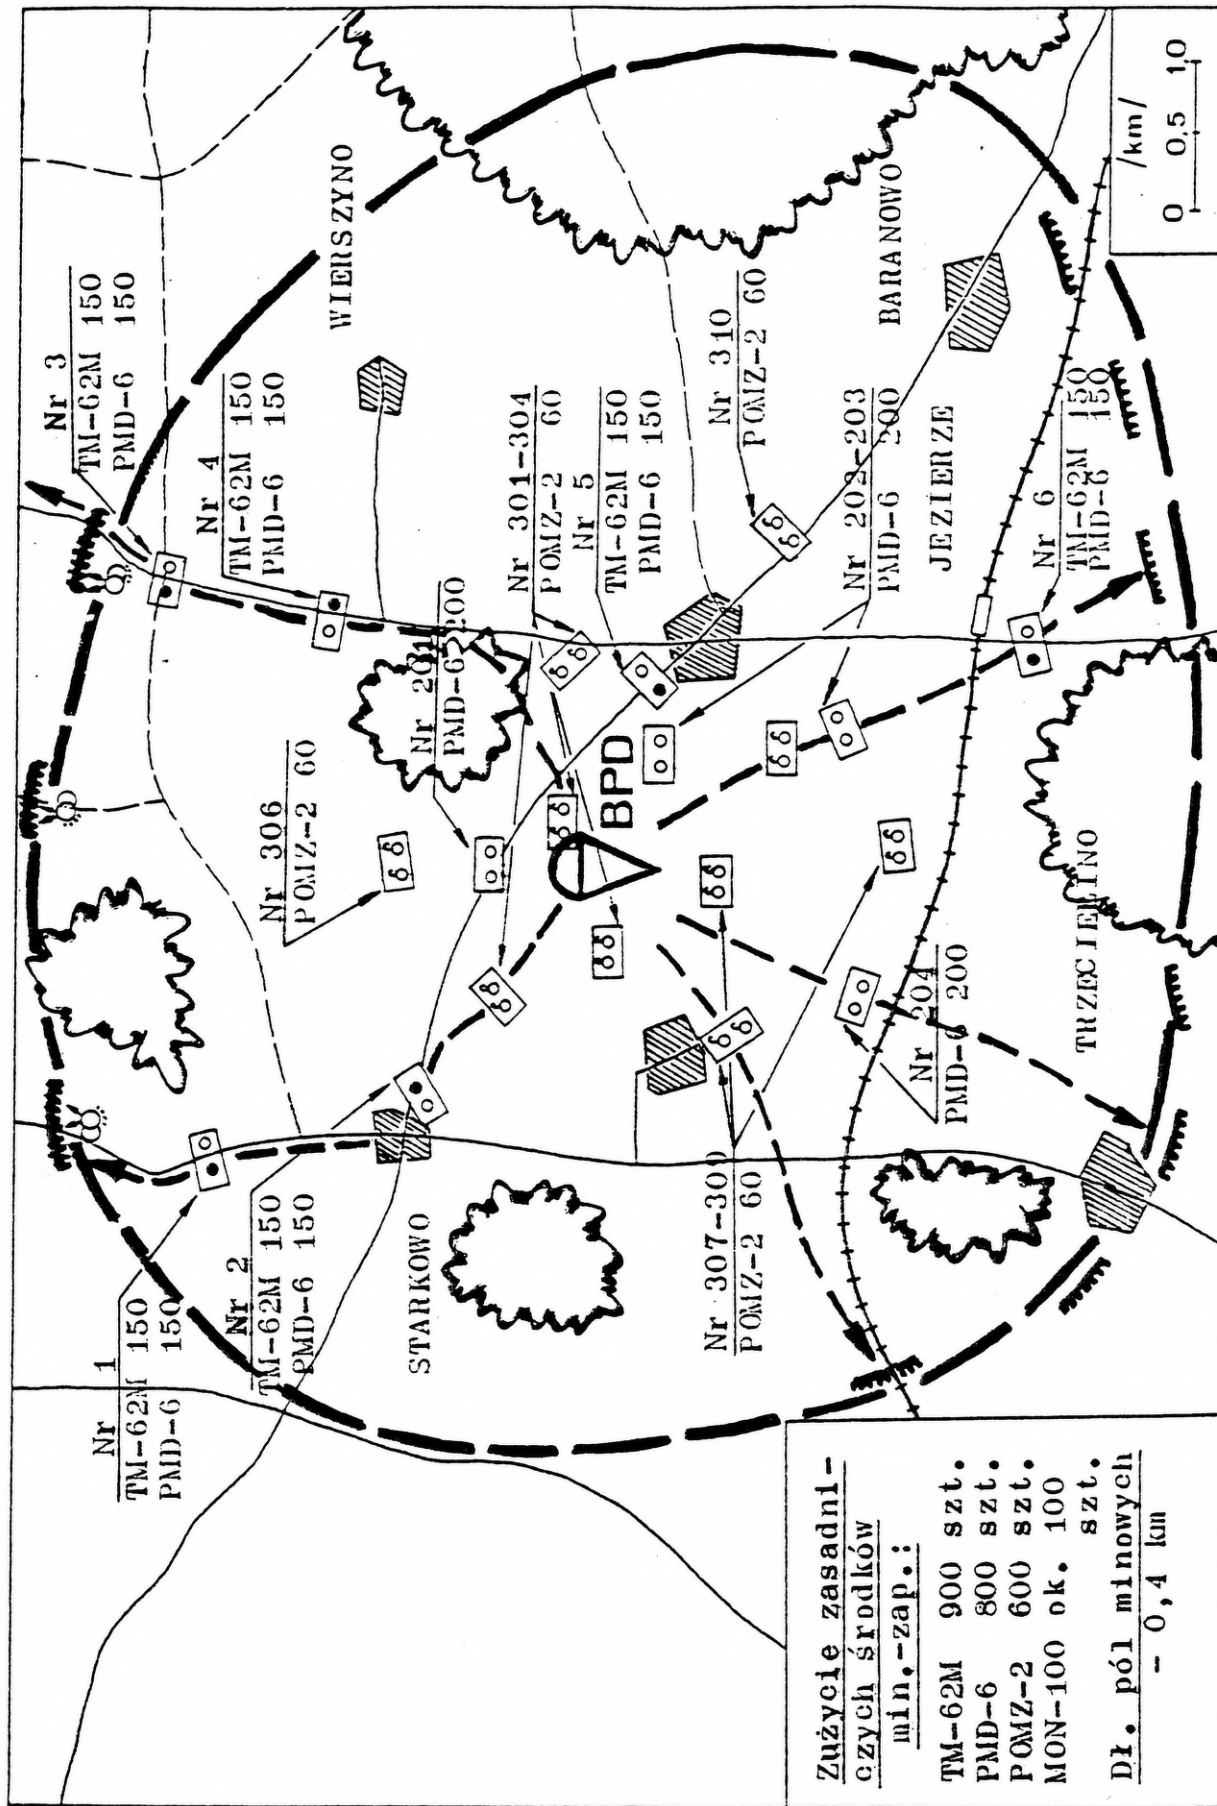 Nr 3
TM-62M 150
PMD-6 150
Nr 1
TM-62M 150
PMD-6 150
Nr 4
TM-62M 150
PMD-6 150
Nr 2
TM-62M 150
PMD-6 150
Nr 306
POMZ-2 60
WIERSZYNO
STARKOWO
Nr 201
PMD-6 200
Nr 301-304
POMZ-2 60
Nr 5
TM-62M 150
PMD-6 150
BPD
Nr 307-309
POMZ-2 60
Nr 310
POMZ-2 60
Nr 202-203
PMD-6 200
BARANOWO
Nr 204
PMD-6 200
JEZIERZE
Nr 6
TM-62M 150
PMD-6 150
TRZECIELINO
Zużycie zasadni-
czych środków
min.-zap.:
TM-62M 900 szt.
PMD-6 800 szt.
POMZ-2 600 szt.
MON-100 ok. 100
szt.
Dł. pól minowych
- 0,4 km
/km/
0 0,5 1,0